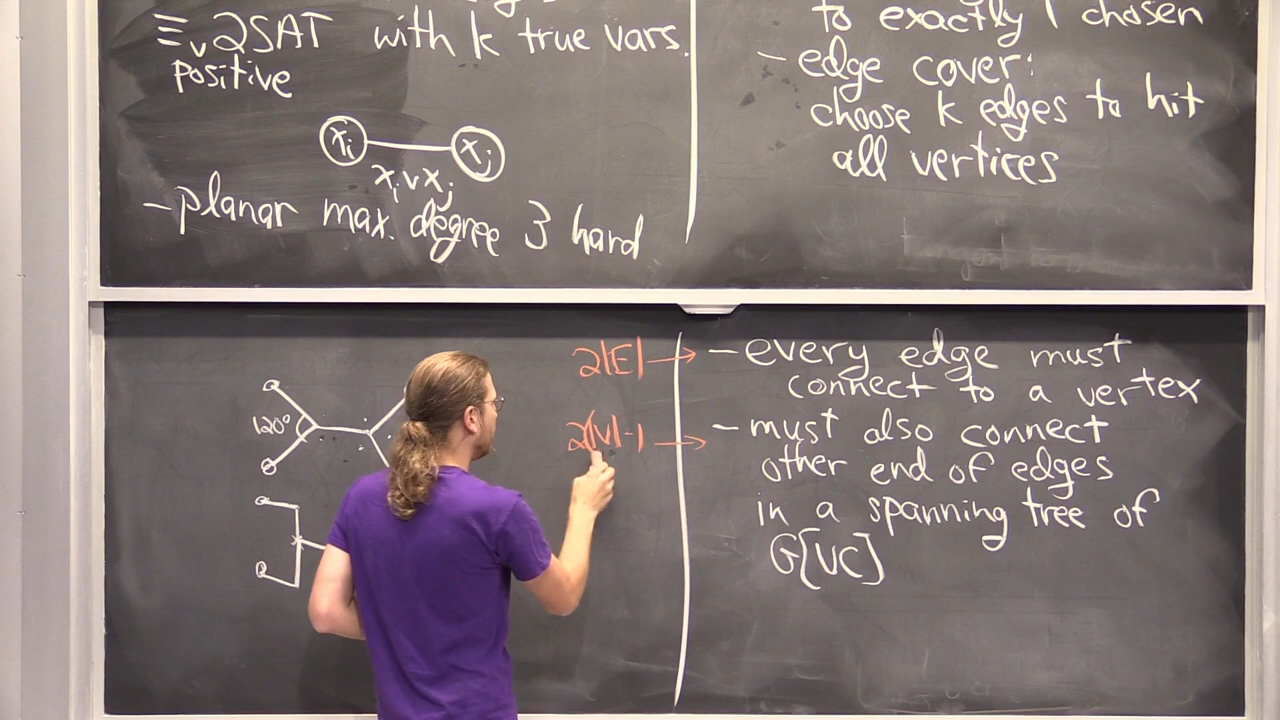 ≡ᵥ 2SAT with k true vars.
positive
xᵢ xⱼ
xᵢ ∨ xⱼ
- planar max. degree 3 hard
to exactly 1 chosen
- edge cover:
choose k edges to hit
all vertices
120°
2|E| →
2(|V|-1 →
- every edge must
connect to a vertex
- must also connect
other end of edges
in a spanning tree of
G[VC]